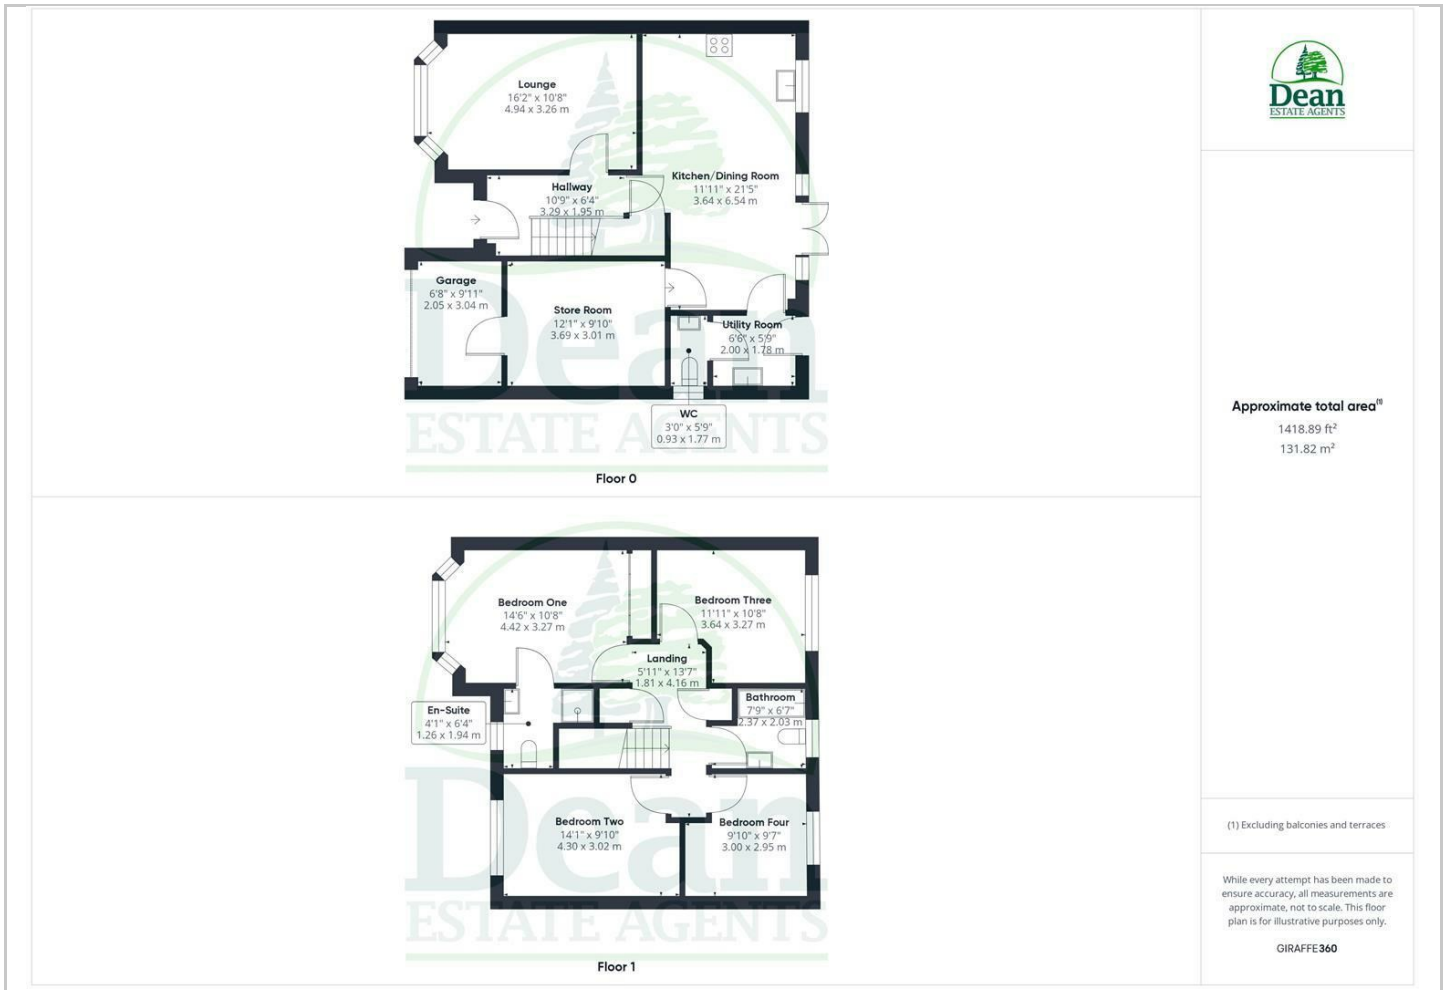 Lounge
16'2" x 10'8"
4.94 x 3.26 m
Kitchen/Dining Room
11'11" x 21'5"
3.64 x 6.54 m
Hallway
10'9" x 6'4"
3.29 x 1.95 m
Garage
6'8" x 9'11"
2.05 x 3.04 m
Store Room
12'1" x 9'10"
3.69 x 3.01 m
Utility Room
6'6" x 5'9"
2.00 x 1.78 m
WC
3'0" x 5'9"
0.93 x 1.77 m
Dean
ESTATE AGENTS
Floor 0
Bedroom One
14'6" x 10'8"
4.42 x 3.27 m
Bedroom Three
11'11" x 10'8"
3.64 x 3.27 m
Landing
5'11" x 13'7"
1.81 x 4.16 m
Bathroom
7'9" x 6'7"
2.37 x 2.03 m
En-Suite
4'1" x 6'4"
1.26 x 1.94 m
Bedroom Two
14'1" x 9'10"
4.30 x 3.02 m
Bedroom Four
9'10" x 9'7"
3.00 x 2.95 m
Dean
ESTATE AGENTS
Floor 1
Dean
ESTATE AGENTS
Approximate total area(1)
1418.89 ft²
131.82 m²
(1) Excluding balconies and terraces
While every attempt has been made to
ensure accuracy, all measurements are
approximate, not to scale. This floor
plan is for illustrative purposes only.
GIRAFFE360